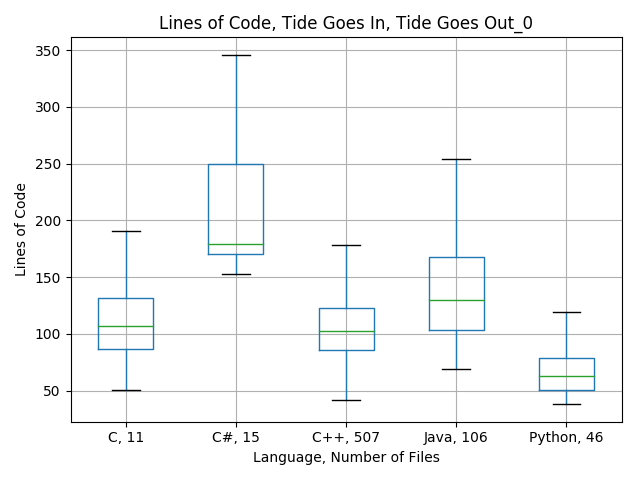 Lines of Code, Tide Goes In, Tide Goes Out_0
350
300
250
200
150
100
50
Lines of Code
C, 11
C#, 15
C++, 507
Java, 106
Python, 46
Language, Number of Files